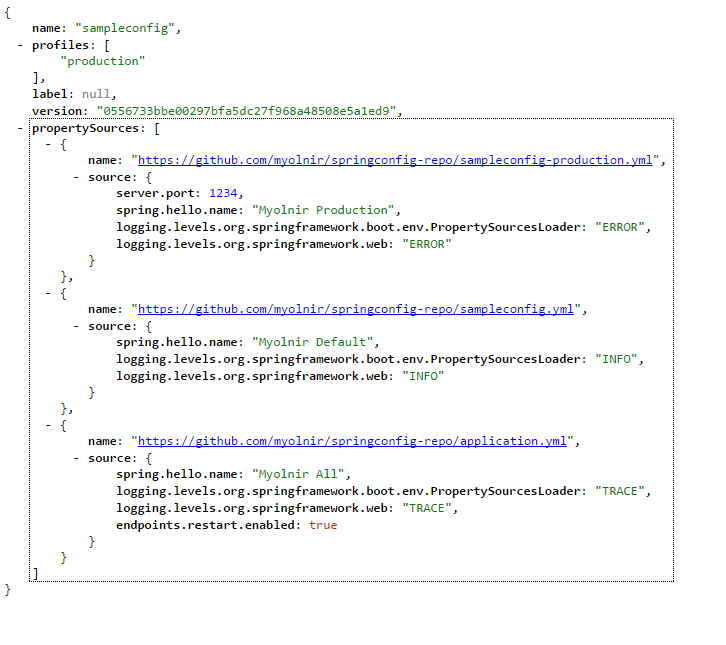 {
name: "sampleconfig",
- profiles: [
"production"
],
label: null,
version: "0556733bbe00297bfa5dc27f968a48508e5a1ed9",
- propertySources: [
- {
name: "https://github.com/myolnir/springconfig-repo/sampleconfig-production.yml",
- source: {
server.port: 1234,
spring.hello.name: "Myolnir Production",
logging.levels.org.springframework.boot.env.PropertySourcesLoader: "ERROR",
logging.levels.org.springframework.web: "ERROR"
}
},
- {
name: "https://github.com/myolnir/springconfig-repo/sampleconfig.yml",
- source: {
spring.hello.name: "Myolnir Default",
logging.levels.org.springframework.boot.env.PropertySourcesLoader: "INFO",
logging.levels.org.springframework.web: "INFO"
}
},
- {
name: "https://github.com/myolnir/springconfig-repo/application.yml",
- source: {
spring.hello.name: "Myolnir All",
logging.levels.org.springframework.boot.env.PropertySourcesLoader: "TRACE",
logging.levels.org.springframework.web: "TRACE",
endpoints.restart.enabled: true
}
}
]
}